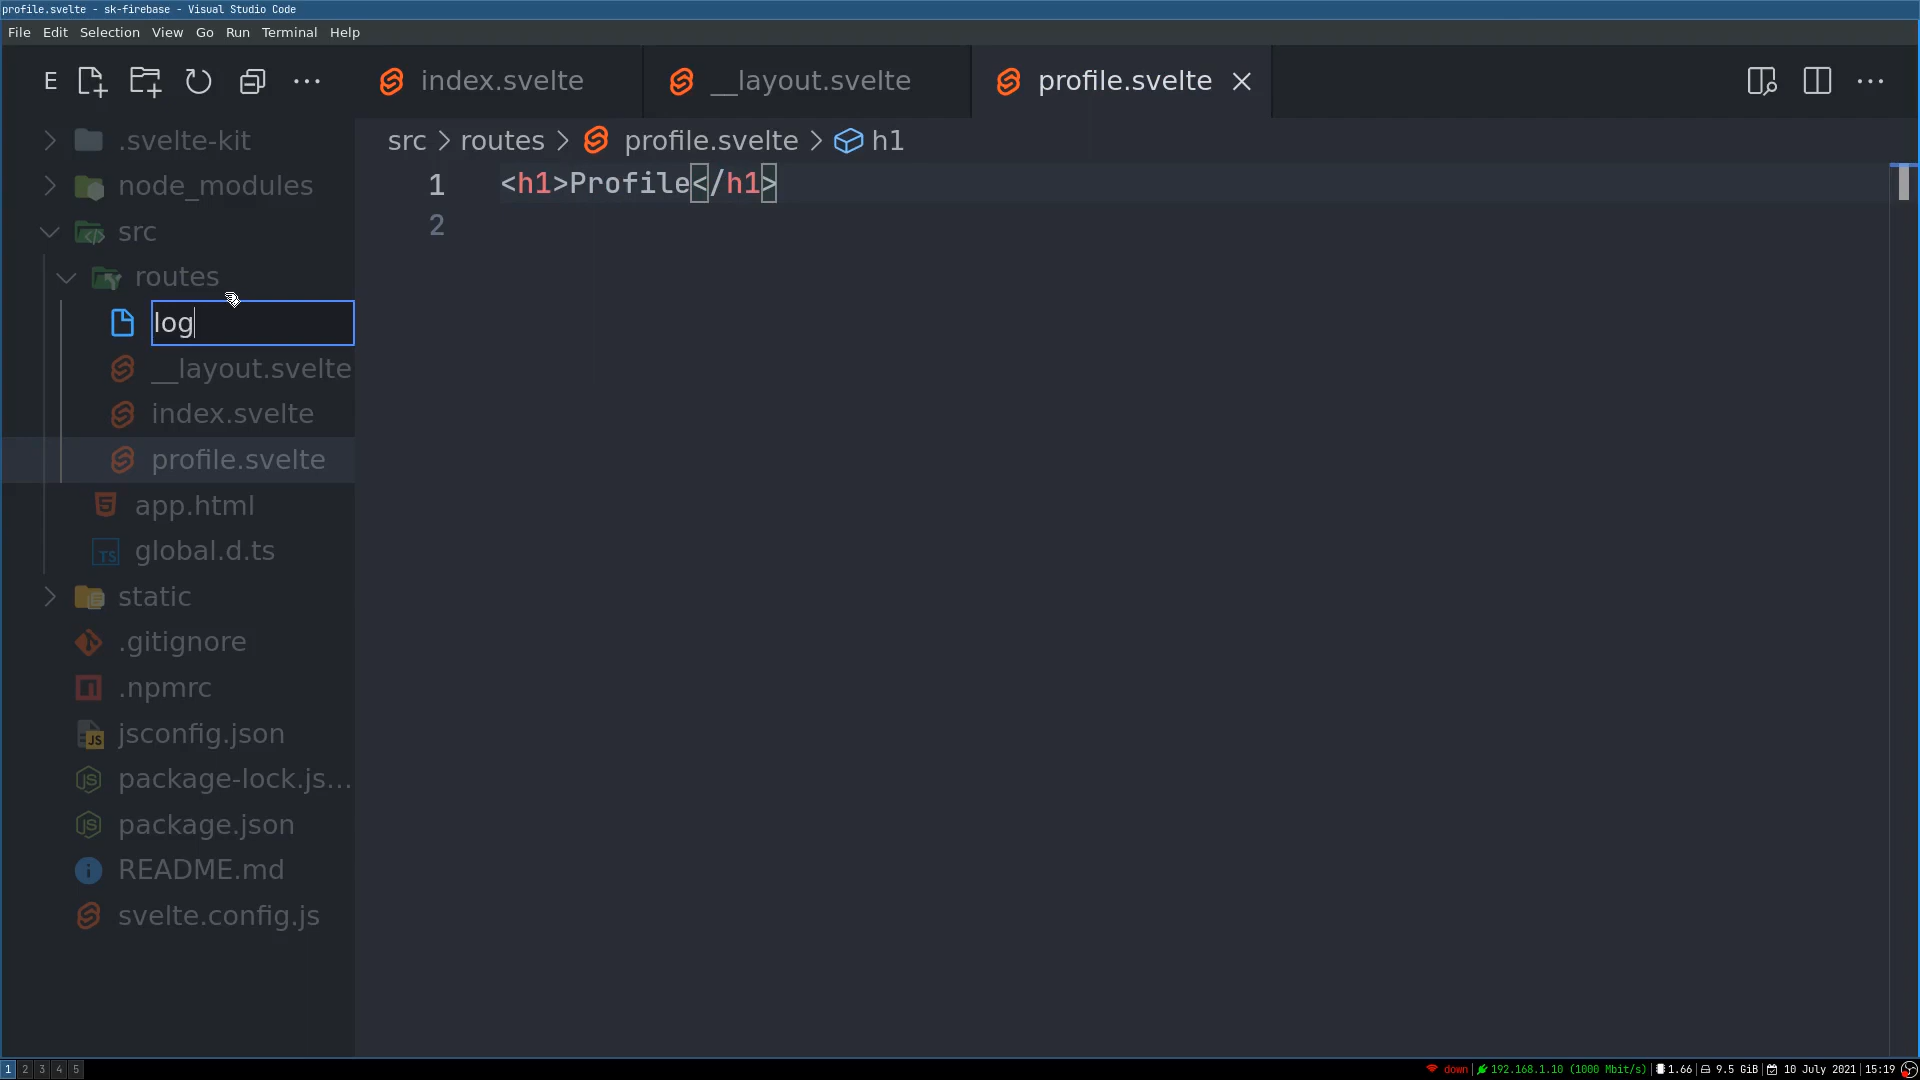 profile.svelte - sk-firebase - Visual Studio Code
File Edit Selection View Go Run Terminal Help
E
index.svelte
__layout.svelte
profile.svelte
src > routes > profile.svelte > h1
.svelte-kit
node_modules
src
routes
log
__layout.svelte
index.svelte
profile.svelte
app.html
TS global.d.ts
static
.gitignore
.npmrc
JS jsconfig.json
package-lock.js...
package.json
README.md
svelte.config.js
1 <h1>Profile</h1>
2
1 2 3 4 5
down 192.168.1.10 (1000 Mbit/s) 1.66 9.5 GiB 10 July 2021 15:19